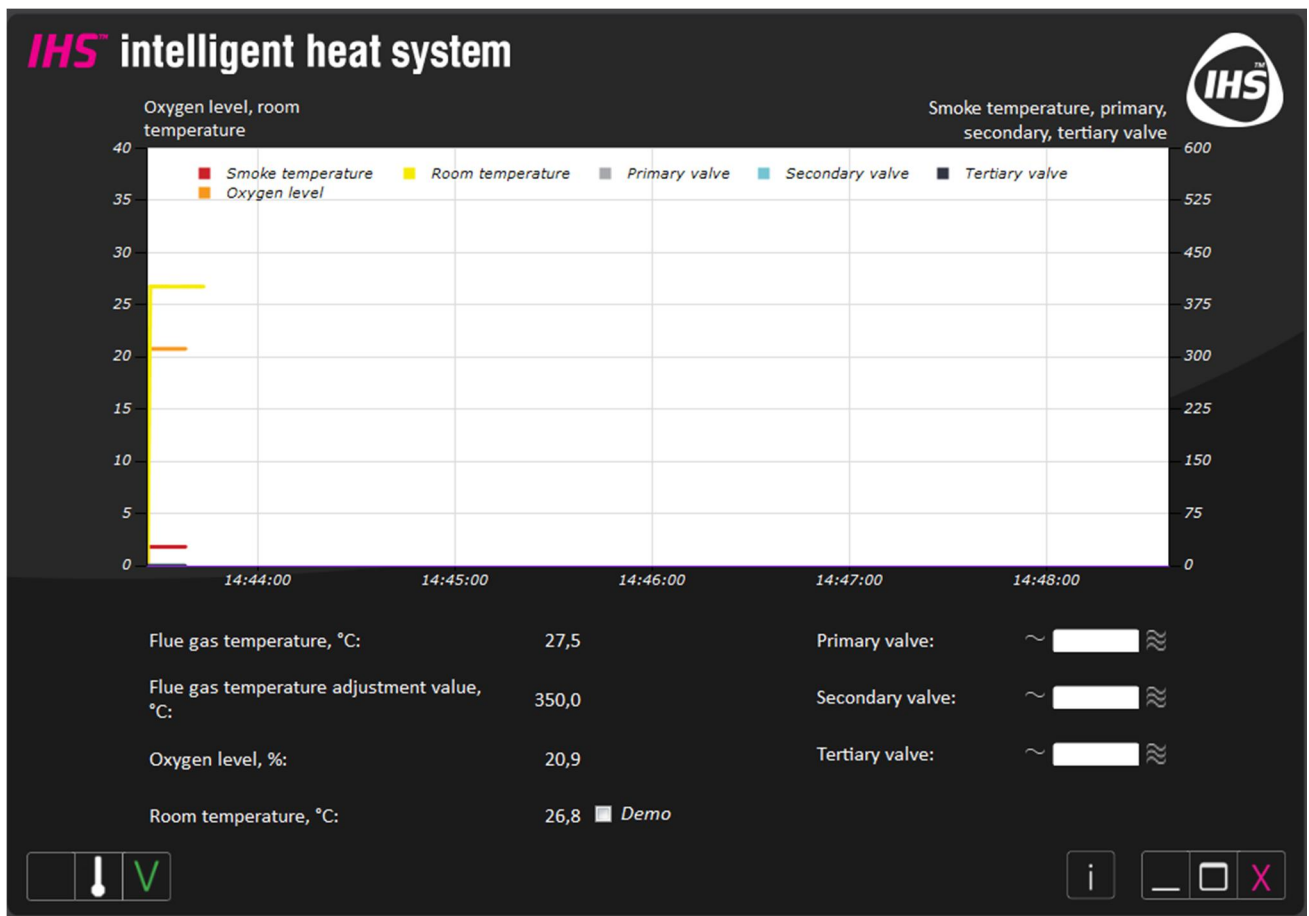 IHS™ intelligent heat system
IHS™
Oxygen level, room
temperature
Smoke temperature, primary,
secondary, tertiary valve
Smoke temperature Room temperature Primary valve Secondary valve Tertiary valve
Oxygen level
40 600
35 525
30 450
25 375
20 300
15 225
10 150
5 75
0 0
14:44:00 14:45:00 14:46:00 14:47:00 14:48:00
Flue gas temperature, °C: 27,5 Primary valve:
Flue gas temperature adjustment value,
°C: 350,0 Secondary valve:
Oxygen level, %: 20,9 Tertiary valve:
Room temperature, °C: 26,8 Demo
V i X